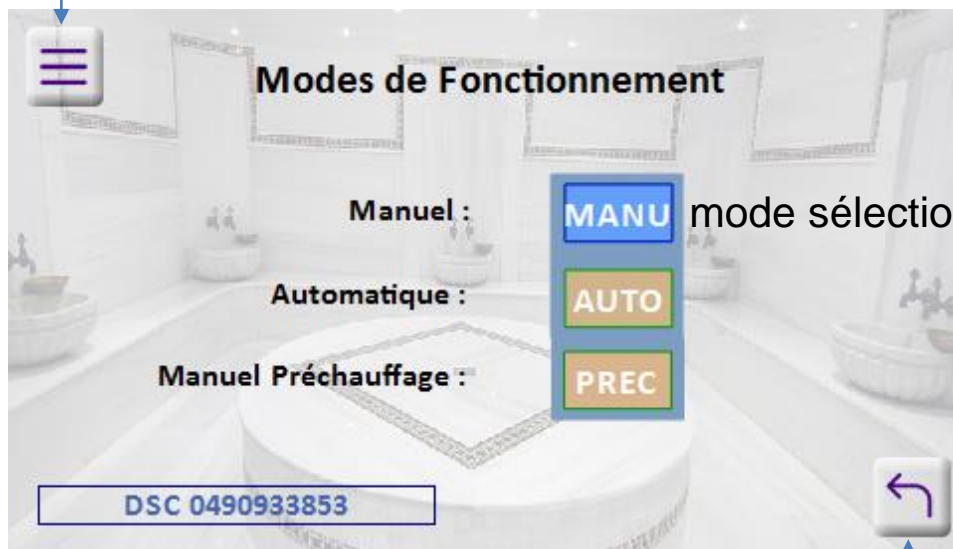 Modes de Fonctionnement
Manuel : MANU mode sélectio
Automatique : AUTO
Manuel Préchauffage : PREC
DSC 0490933853